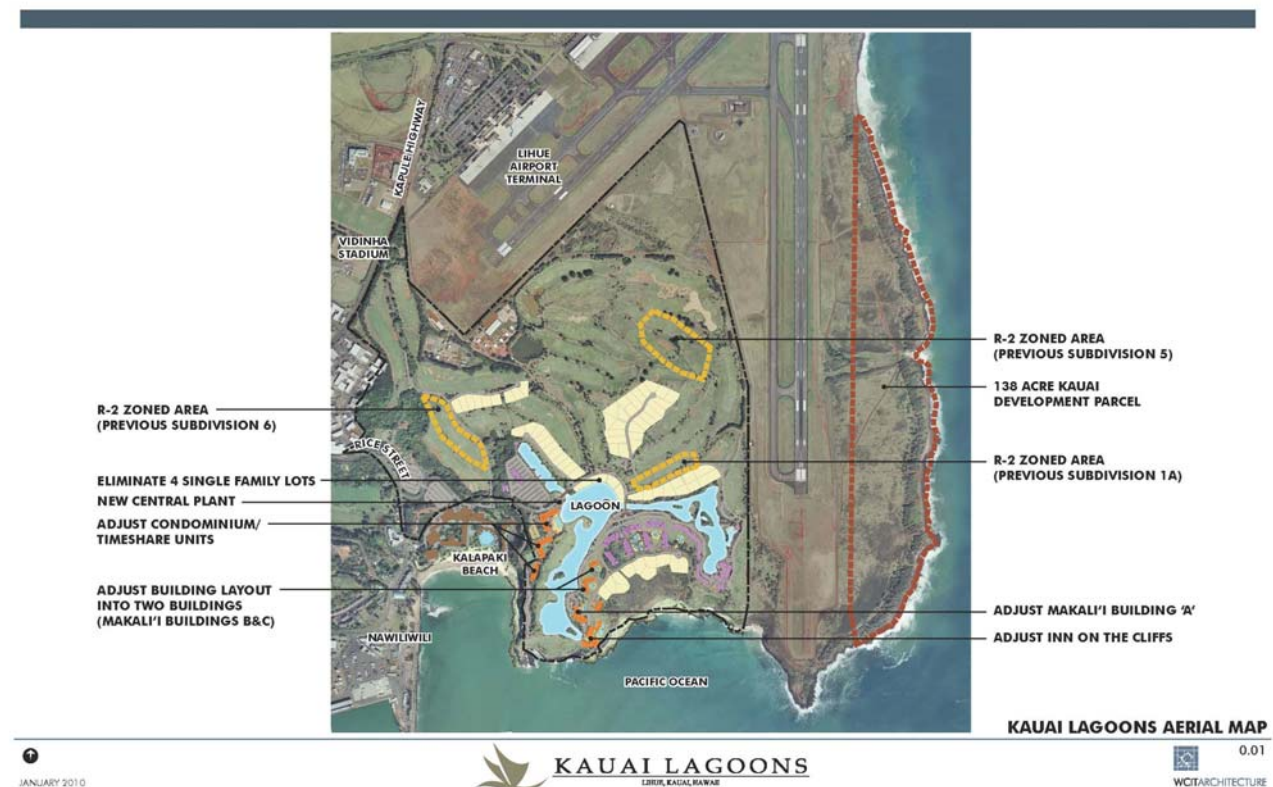 KAPULE HIGHWAY
LIHUE
AIRPORT
TERMINAL
VIDINHA
STADIUM
R-2 ZONED AREA
(PREVIOUS SUBDIVISION 5)
138 ACRE KAUAI
DEVELOPMENT PARCEL
R-2 ZONED AREA
(PREVIOUS SUBDIVISION 6)
RICE STREET
R-2 ZONED AREA
(PREVIOUS SUBDIVISION 1A)
ELIMINATE 4 SINGLE FAMILY LOTS
NEW CENTRAL PLANT
LAGOON
ADJUST CONDOMINIUM/
TIMESHARE UNITS
KALAPAKI
BEACH
ADJUST BUILDING LAYOUT
INTO TWO BUILDINGS
(MAKALI'I BUILDINGS B&C)
ADJUST MAKALI'I BUILDING 'A'
NAWILIWILI
ADJUST INN ON THE CLIFFS
PACIFIC OCEAN
KAUAI LAGOONS AERIAL MAP
0.01
KAUAI LAGOONS
LIHUE, KAUAI, HAWAII
JANUARY 2010
WCITARCHITECTURE